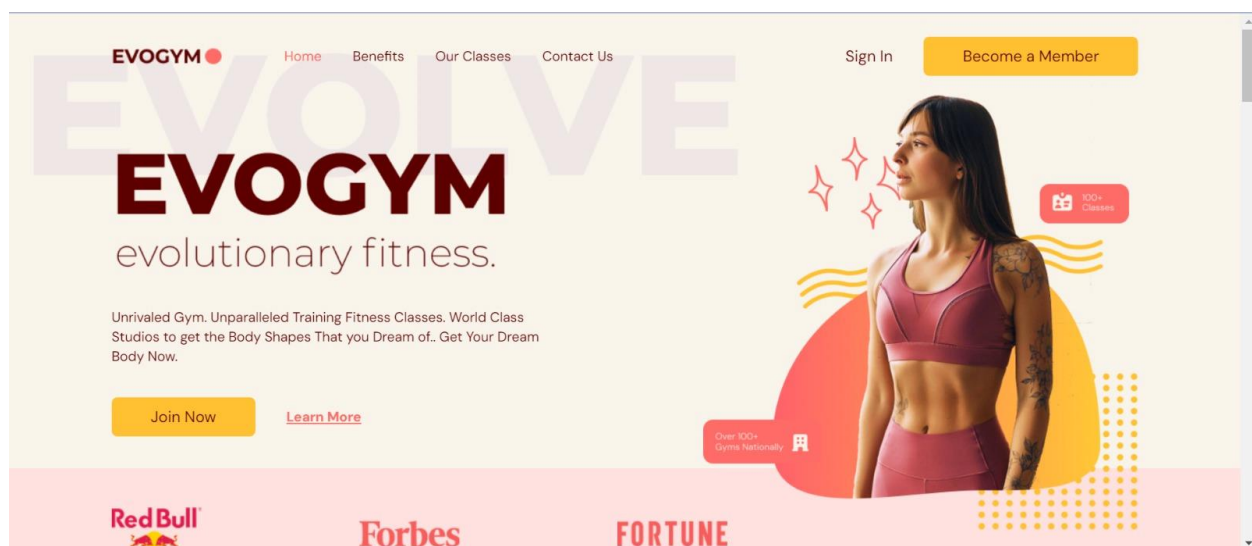 EVOGYM
Home
Benefits
Our Classes
Contact Us
Sign In
Become a Member
EVOLVE
EVOGYM
evolutionary fitness.
Unrivaled Gym. Unparalleled Training Fitness Classes. World Class
Studios to get the Body Shapes That you Dream of.. Get Your Dream
Body Now.
Join Now
Learn More
100+
Classes
Over 100+
Gyms Nationally
Red Bull
Forbes
FORTUNE